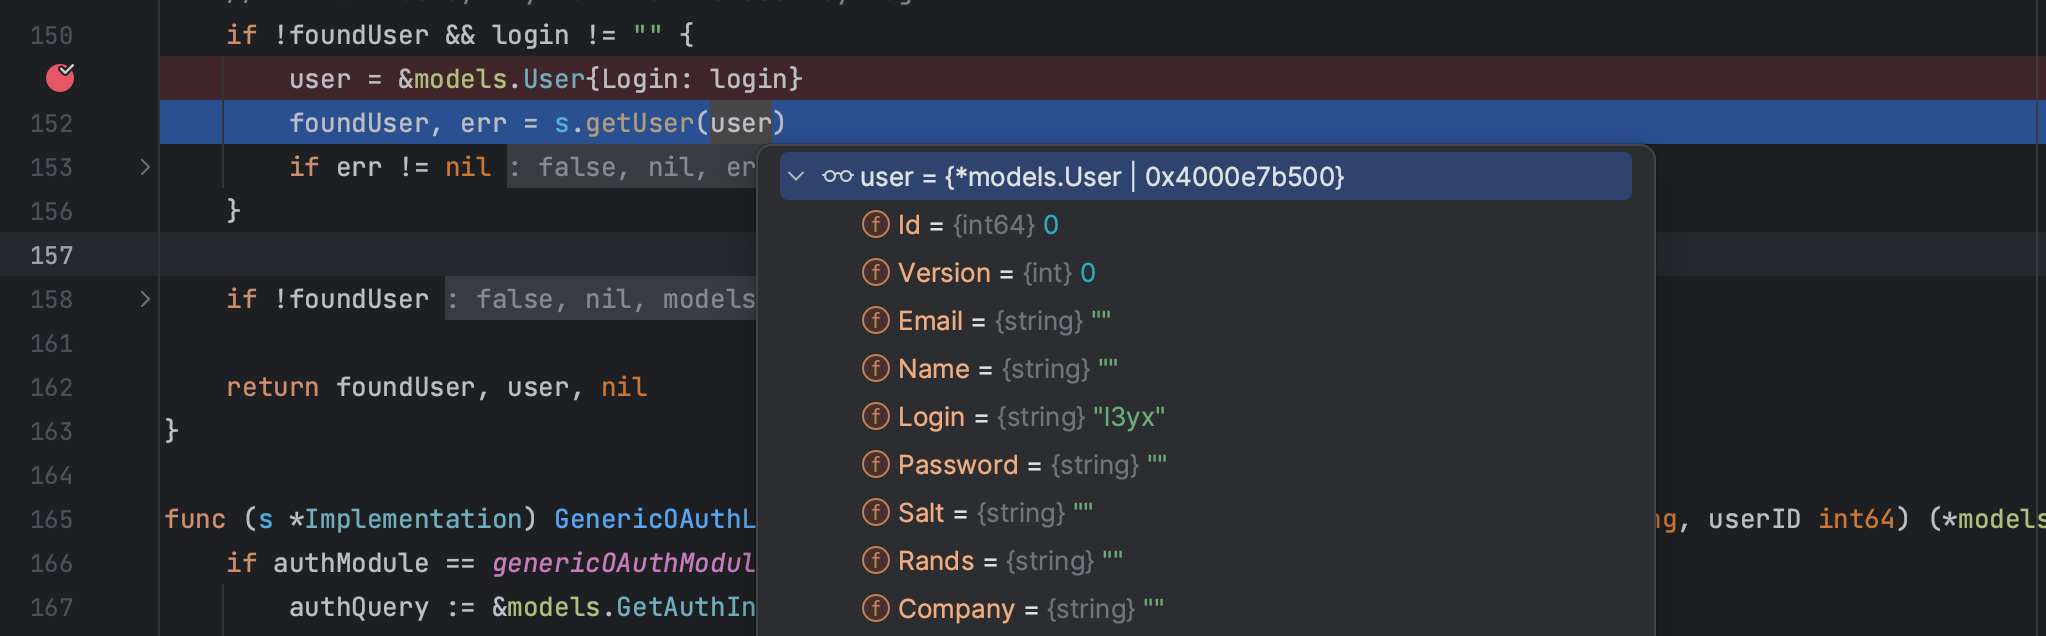 150 if !foundUser && login != "" {
user = &models.User{Login: login}
152 foundUser, err = s.getUser(user)
153 if err != nil : false, nil, er
156 }
157
158 if !foundUser : false, nil, models
161
162 return foundUser, user, nil
163 }
164
165 func (s *Implementation) GenericOAuthL ng, userID int64) (*models
166 if authModule == genericOAuthModul
167 authQuery := &models.GetAuthIn
user = {*models.User | 0x4000e7b500}
f Id = {int64} 0
f Version = {int} 0
f Email = {string} ""
f Name = {string} ""
f Login = {string} "l3yx"
f Password = {string} ""
f Salt = {string} ""
f Rands = {string} ""
f Company = {string} ""